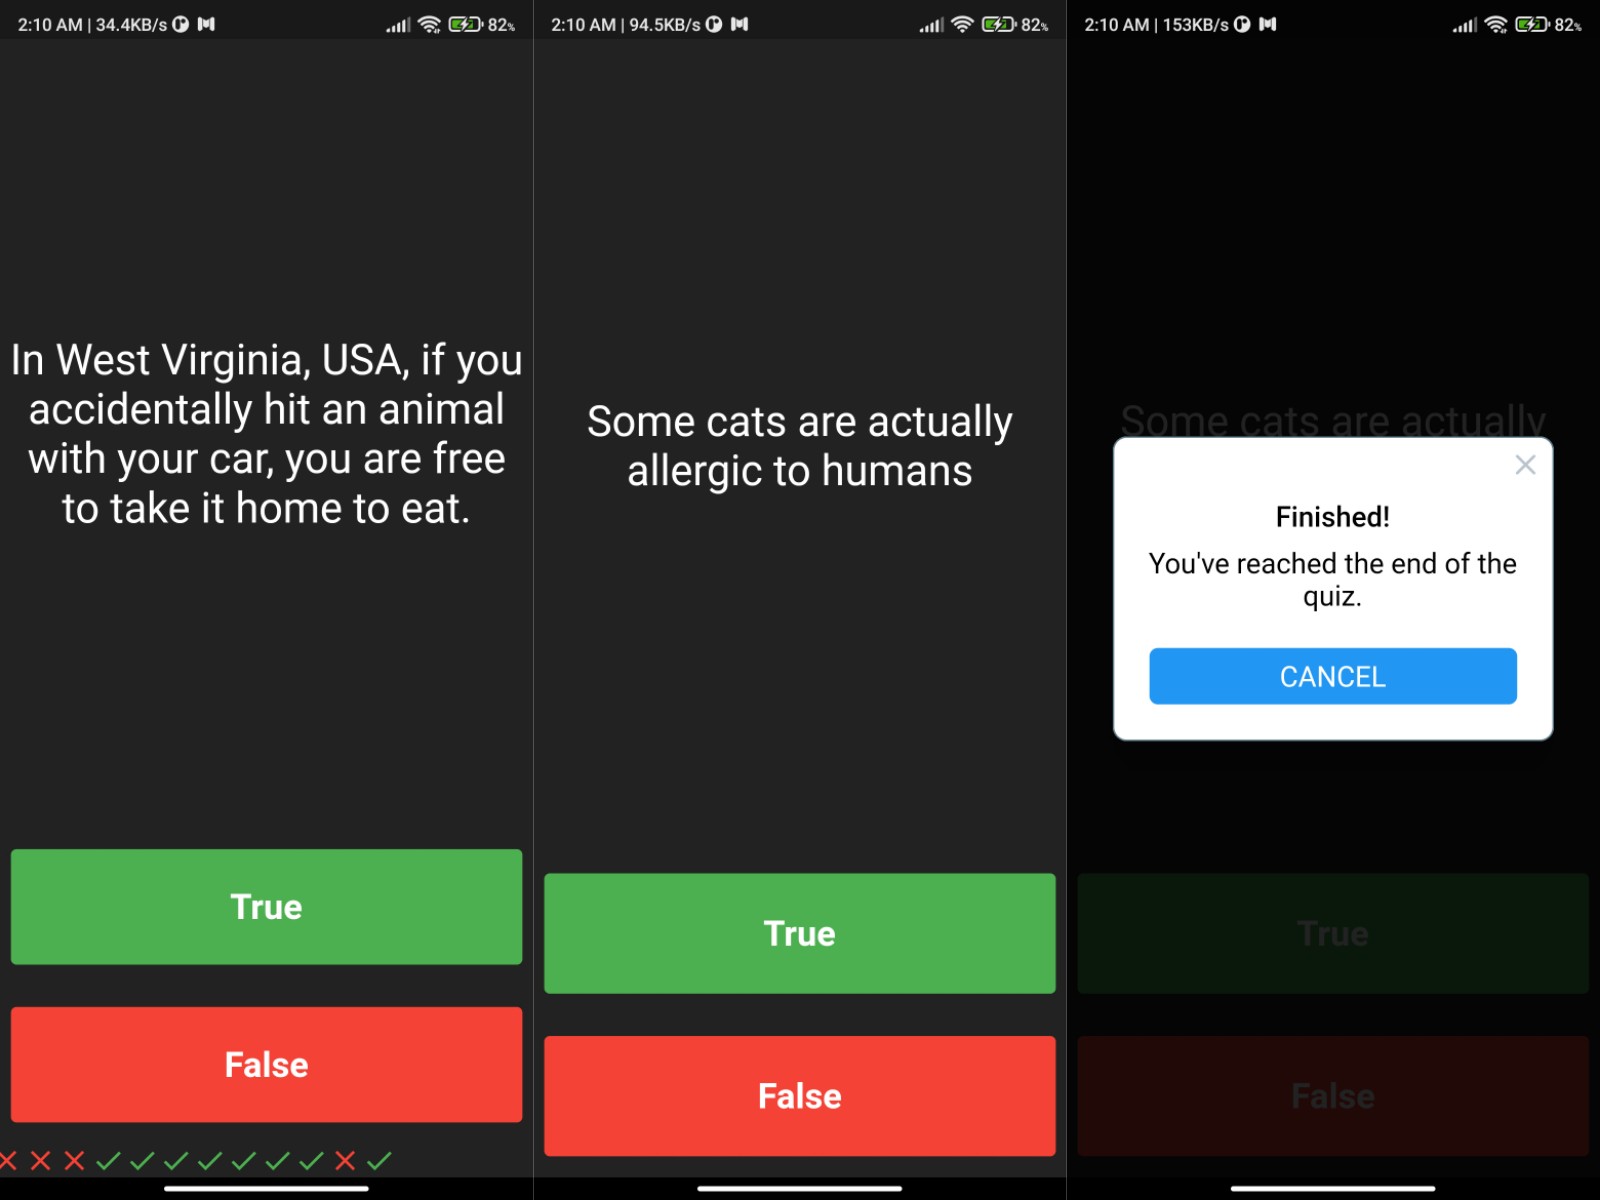 2:10 AM | 34.4KB/s 82%
In West Virginia, USA, if you
accidentally hit an animal
with your car, you are free
to take it home to eat.
True
False
2:10 AM | 94.5KB/s 82%
Some cats are actually
allergic to humans
True
False
2:10 AM | 153KB/s 82%
Some cats are actually
Finished!
You've reached the end of the
quiz.
CANCEL
True
False